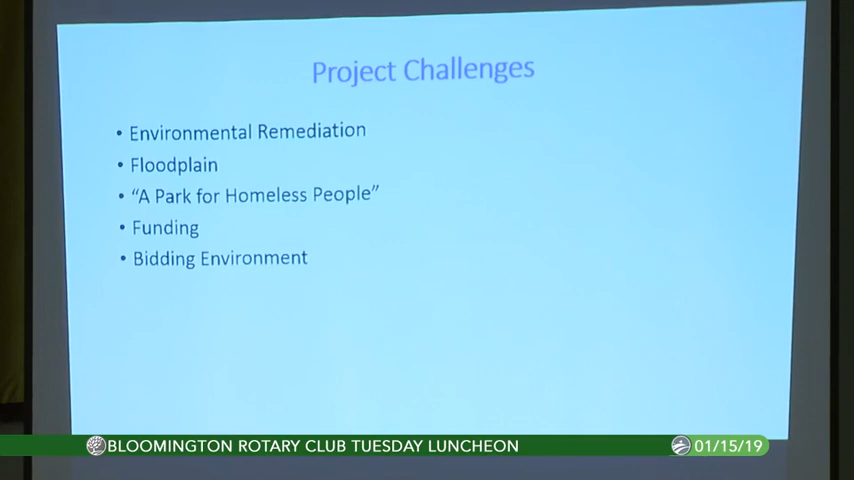 Project Challenges
• Environmental Remediation
• Floodplain
• “A Park for Homeless People”
• Funding
• Bidding Environment
BLOOMINGTON ROTARY CLUB TUESDAY LUNCHEON
01/15/19